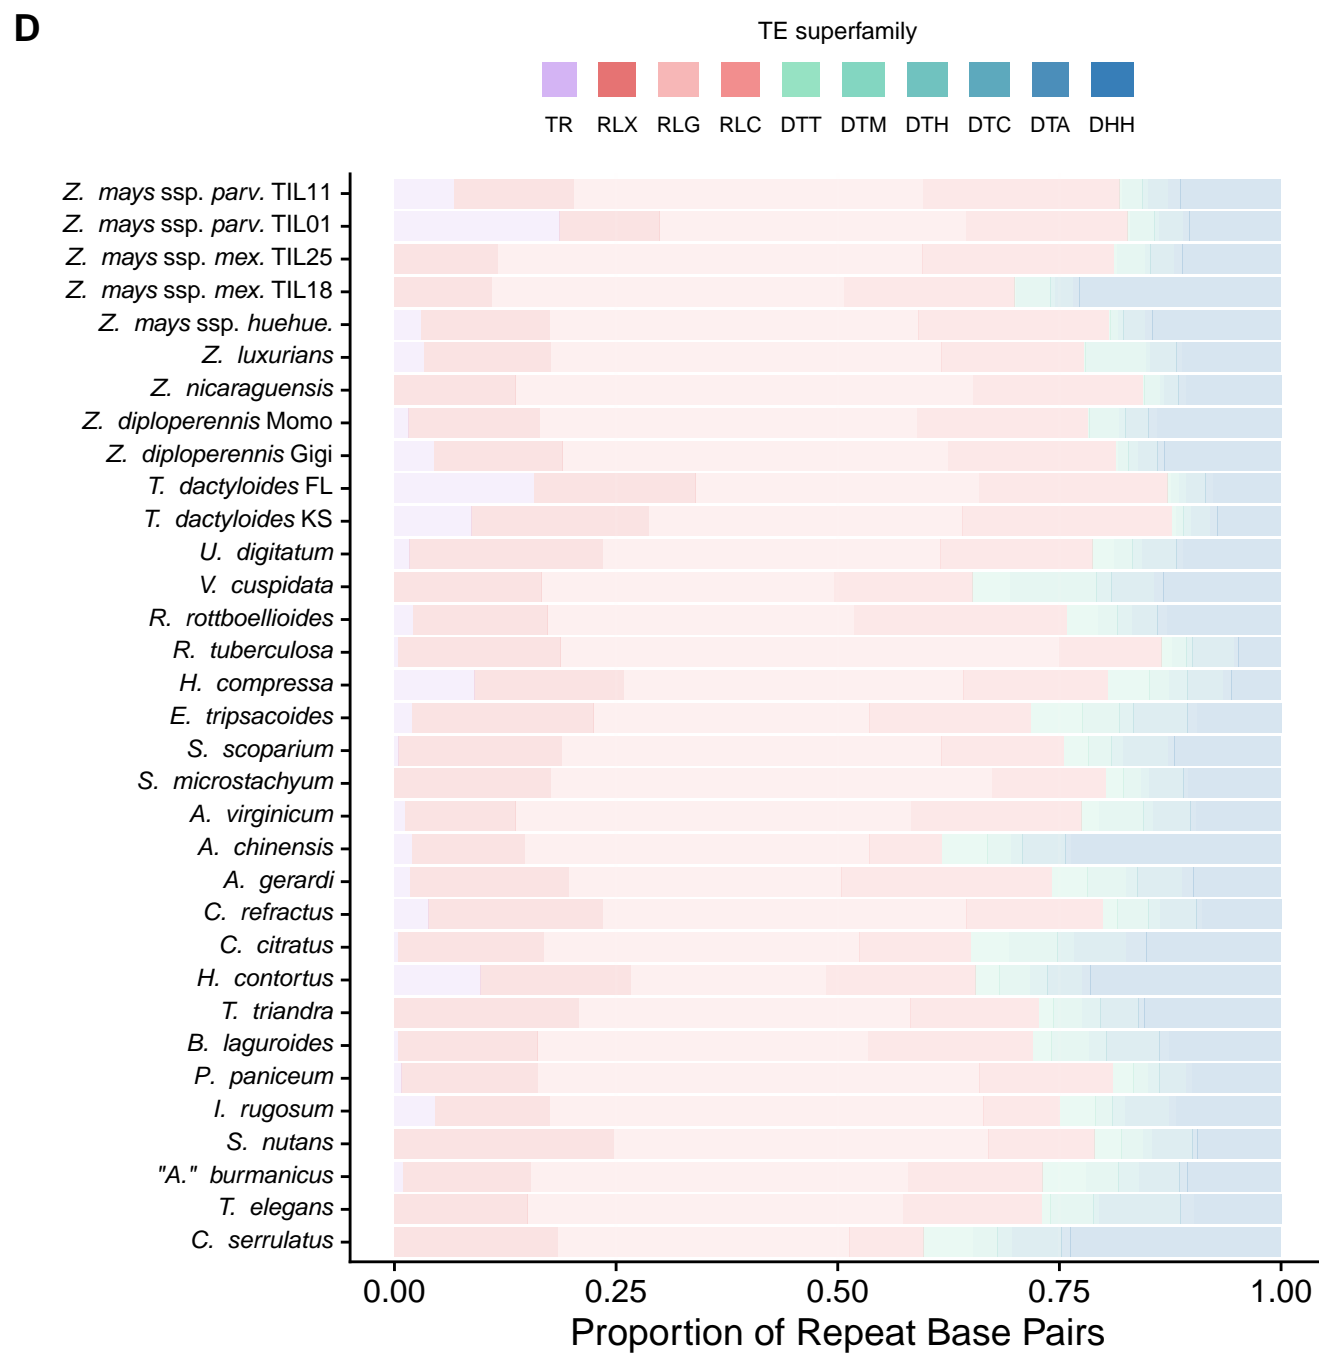 D
TE superfamily
TR RLX RLG RLC DTT DTM DTH DTC DTA DHH
Z. mays ssp. parv. TIL11
Z. mays ssp. parv. TIL01
Z. mays ssp. mex. TIL25
Z. mays ssp. mex. TIL18
Z. mays ssp. huehue.
Z. luxurians
Z. nicaraguensis
Z. diploperennis Momo
Z. diploperennis Gigi
T. dactyloides FL
T. dactyloides KS
U. digitatum
V. cuspidata
R. rottboellioides
R. tuberculosa
H. compressa
E. tripsacoides
S. scoparium
S. microstachyum
A. virginicum
A. chinensis
A. gerardi
C. refractus
C. citratus
H. contortus
T. triandra
B. laguroides
P. paniceum
I. rugosum
S. nutans
"A." burmanicus
T. elegans
C. serrulatus
0.00 0.25 0.50 0.75 1.00
Proportion of Repeat Base Pairs